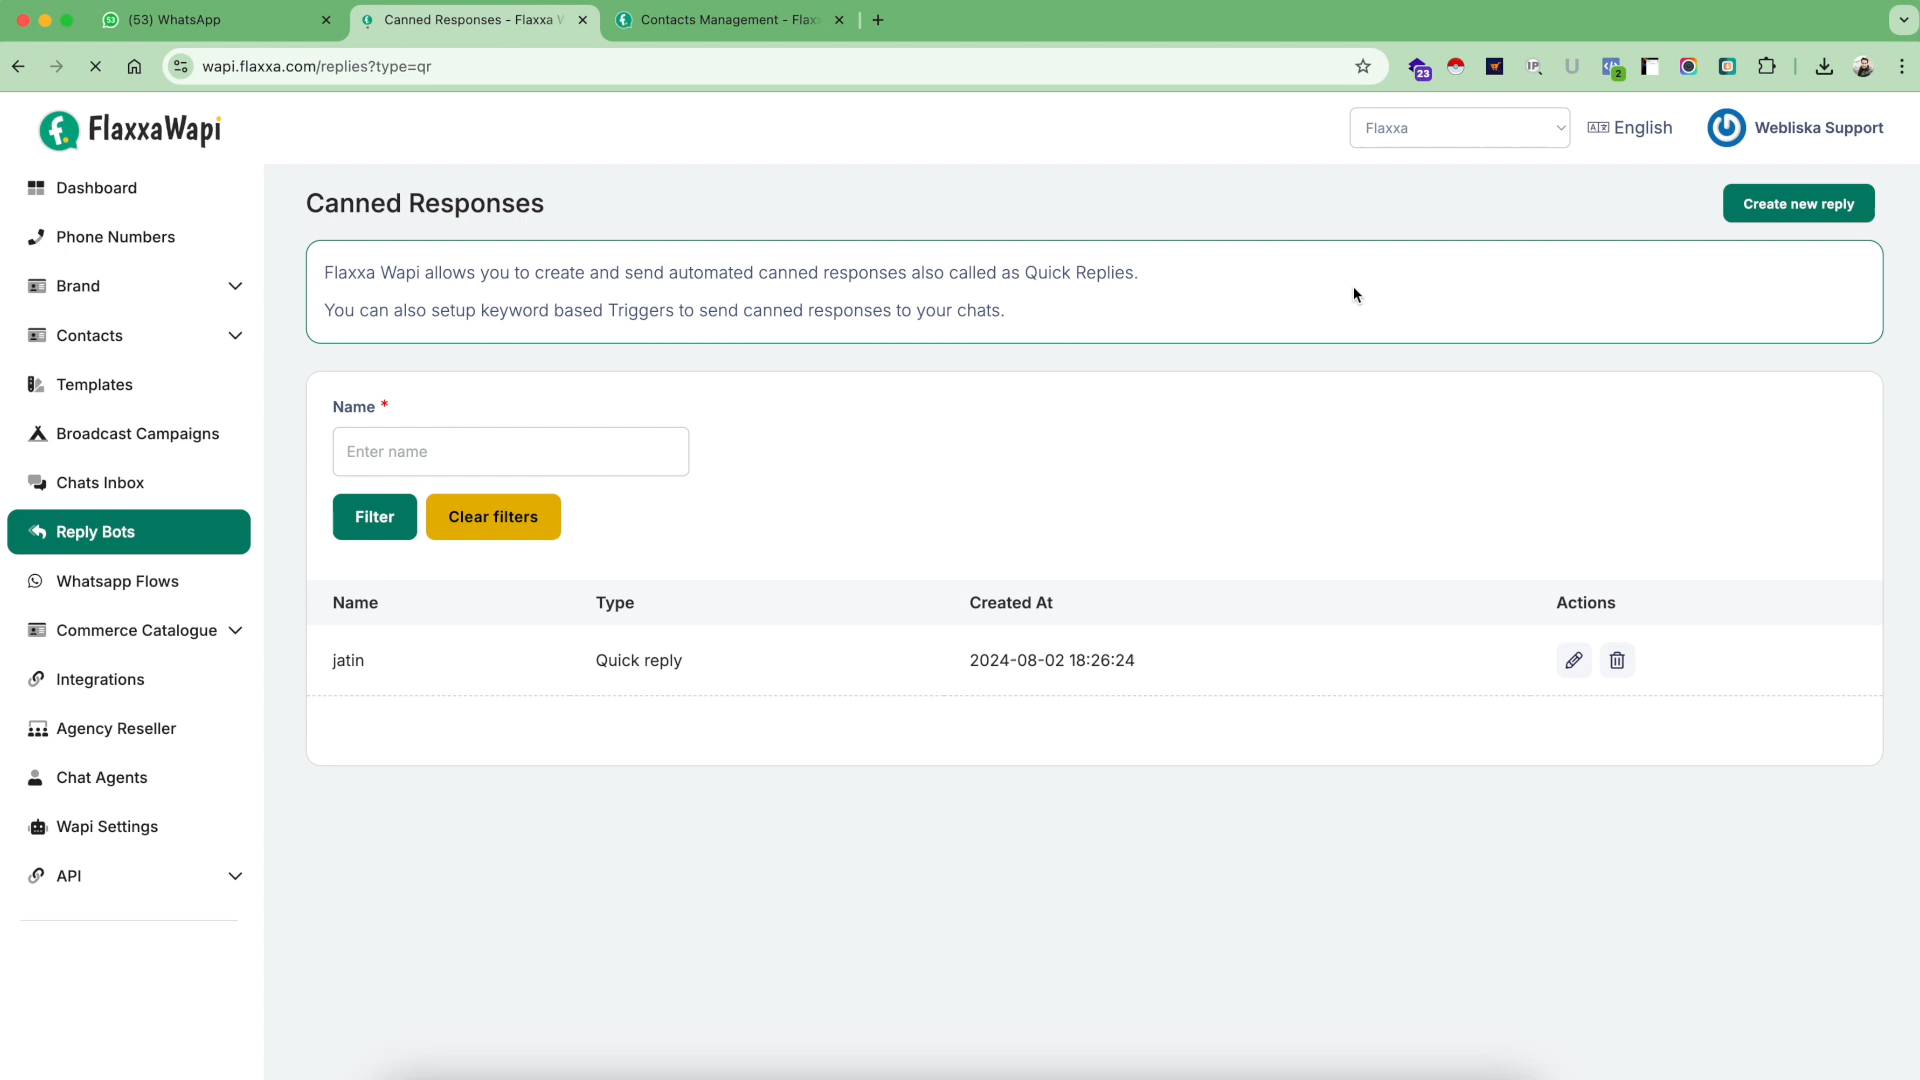 (53) WhatsApp
Canned Responses - Flaxxa W
Contacts Management - Flax
wapi.flaxxa.com/replies?type=qr
23
IP
2
FlaxxaWapi
Flaxxa
English
Webliska Support
Dashboard
Phone Numbers
Brand
Contacts
Templates
Broadcast Campaigns
Chats Inbox
Reply Bots
Whatsapp Flows
Commerce Catalogue
Integrations
Agency Reseller
Chat Agents
Wapi Settings
API
Canned Responses
Create new reply
Flaxxa Wapi allows you to create and send automated canned responses also called as Quick Replies.
You can also setup keyword based Triggers to send canned responses to your chats.
Name *
Enter name
Filter
Clear filters
Name Type Created At Actions
jatin Quick reply 2024-08-02 18:26:24